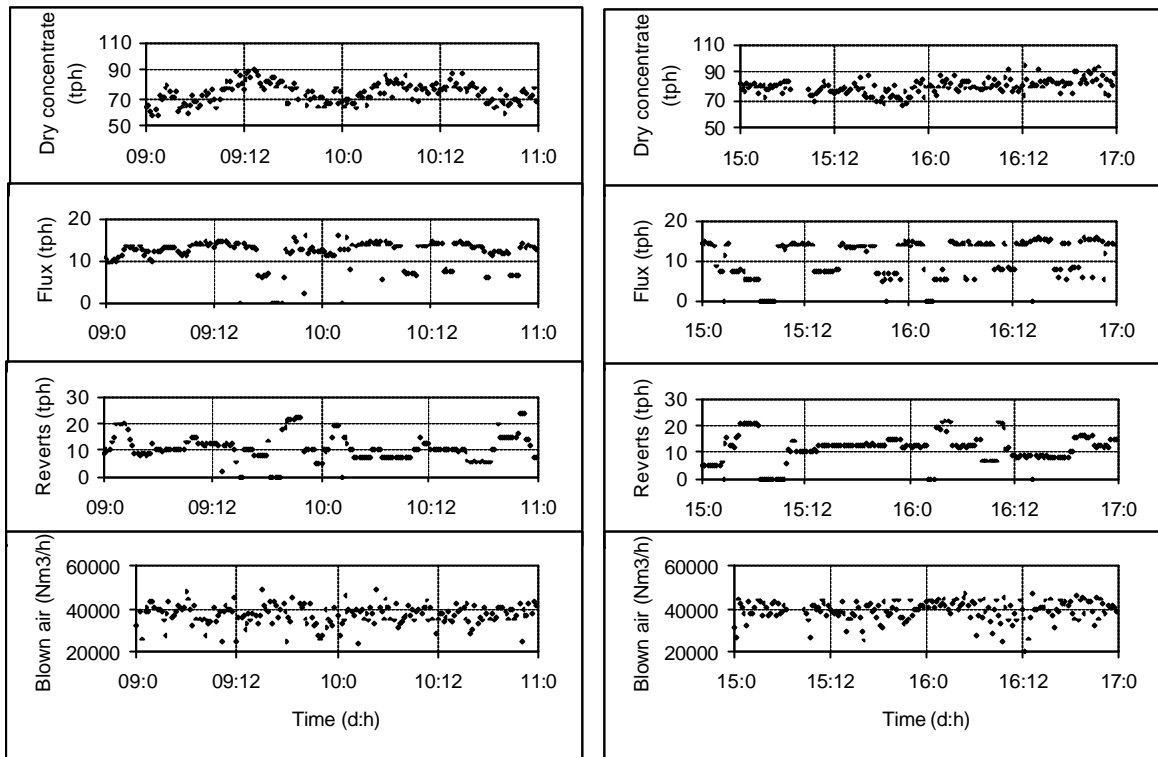 Dry concentrate
(tph)
110
90
70
50
09:0 09:12 10:0 10:12 11:0
Flux (tph)
20
10
0
09:0 09:12 10:0 10:12 11:0
Reverts (tph)
30
20
10
0
09:0 09:12 10:0 10:12 11:0
Blown air (Nm3/h)
60000
40000
20000
09:0 09:12 10:0 10:12 11:0
Time (d:h)
Dry concentrate
(tph)
110
90
70
50
15:0 15:12 16:0 16:12 17:0
Flux (tph)
20
10
0
15:0 15:12 16:0 16:12 17:0
Reverts (tph)
30
20
10
0
15:0 15:12 16:0 16:12 17:0
Blown air (Nm3/h)
60000
40000
20000
15:0 15:12 16:0 16:12 17:0
Time (d:h)